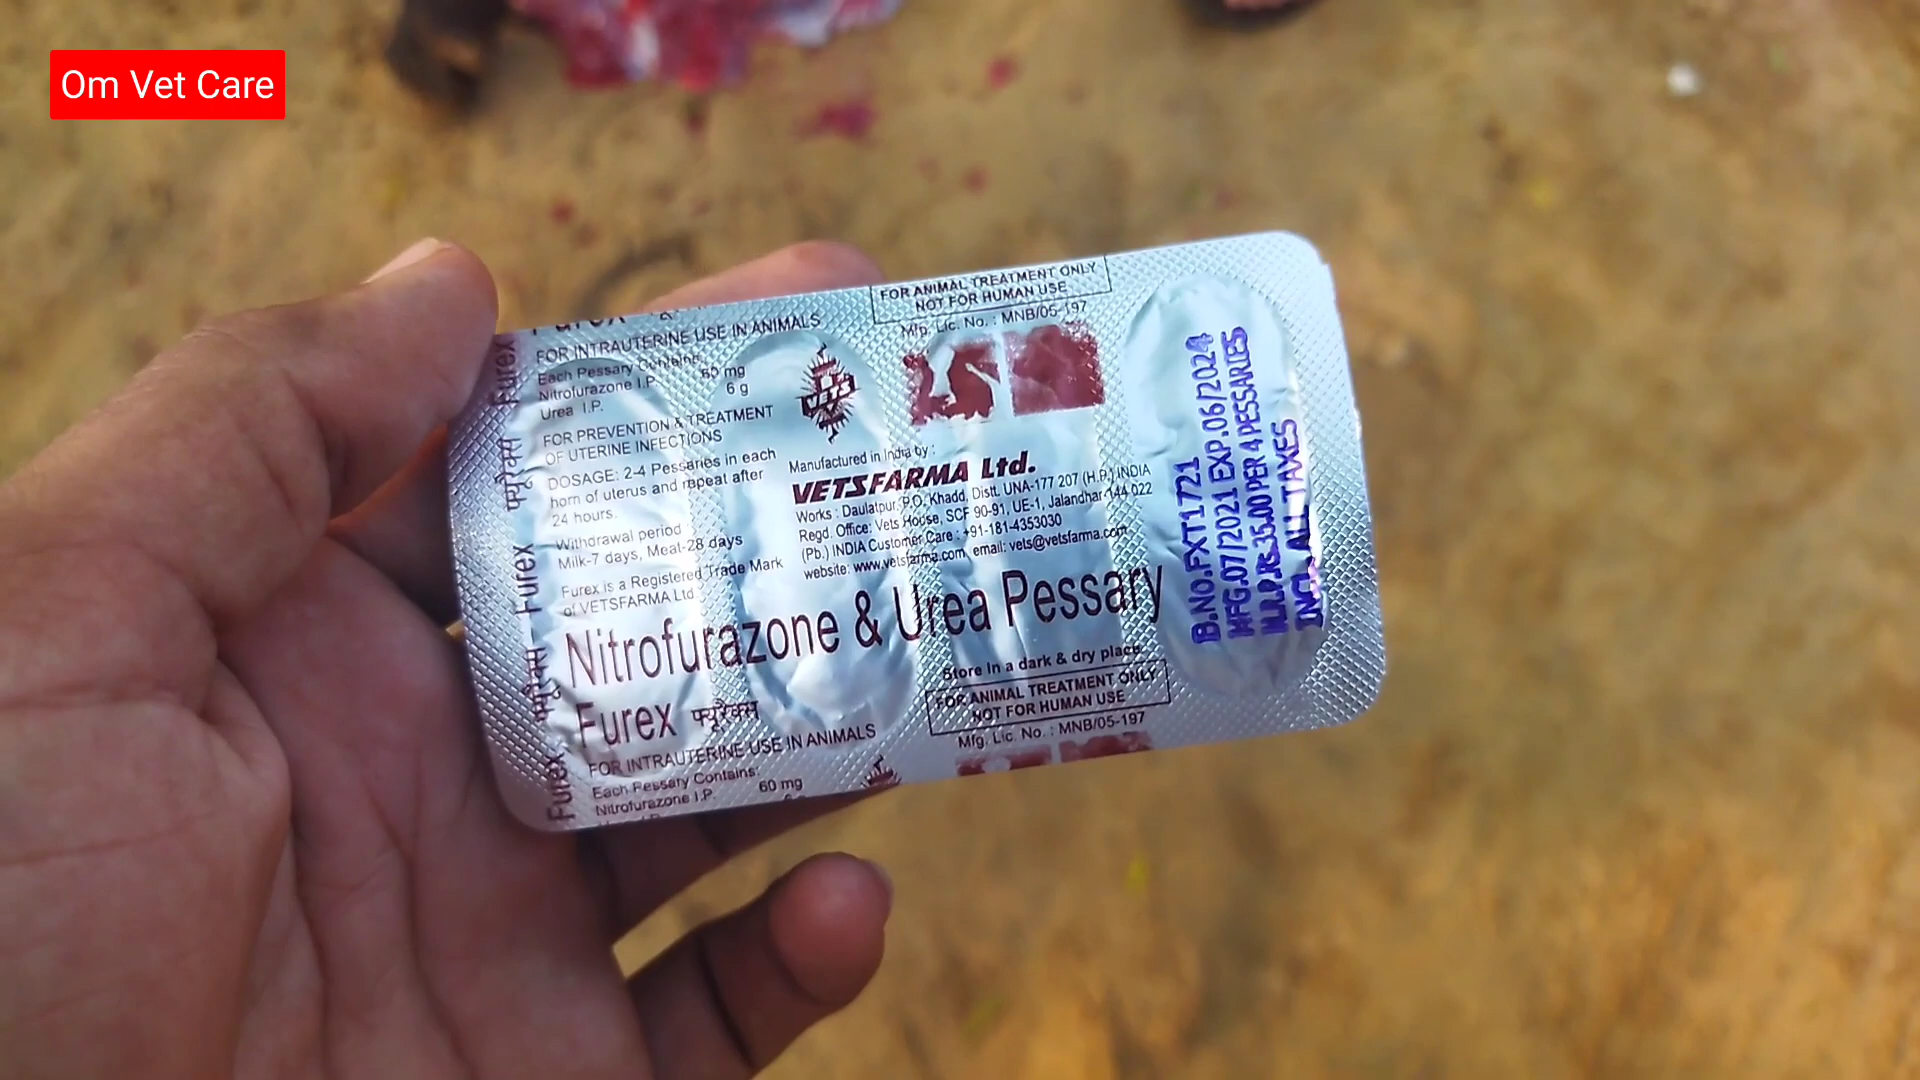 Om Vet Care
FOR ANIMAL TREATMENT ONLY
NOT FOR HUMAN USE
Mfg. Lic. No. : MNB/05-197
FOR INTRAUTERINE USE IN ANIMALS
Each Pessary Contains:
Nitrofurazone I.P. 60 mg
Urea I.P. 6 g
FOR PREVENTION & TREATMENT
OF UTERINE INFECTIONS
DOSAGE: 2-4 Pessaries in each
horn of uterus and repeat after
24 hours.
Withdrawal period
Milk-7 days, Meat-28 days
Furex is a Registered Trade Mark
of VETSFARMA Ltd
VETS
Manufactured in India by :
VETSFARMA Ltd.
Works : Daulatpur, P.O. Khadd, Distt. UNA-177 207 (H.P.) INDIA
Regd. Office: Vets House, SCF 90-91, UE-1, Jalandhar-144 022
(Pb.) INDIA Customer Care : +91-181-4353030
website: www.vetsfarma.com email: vets@vetsfarma.com
Nitrofurazone & Urea Pessary
Furex फ्यूरैक्स
Store in a dark & dry place.
FOR ANIMAL TREATMENT ONLY
NOT FOR HUMAN USE
Mfg. Lic. No. : MNB/05-197
FOR INTRAUTERINE USE IN ANIMALS
Each Pessary Contains:
Nitrofurazone I.P. 60 mg
Furex फ्यूरैक्स Furex फ्यूरैक्स Furex
B.NO.FXT1721
MFG.07/2021 EXP.06/2024
M.R.P.Rs.35.00 PER 4 PESSARIES
INCL.ALL TAXES